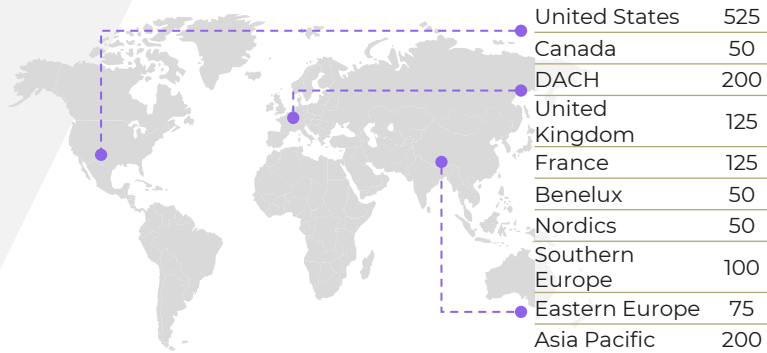 United States 525
Canada 50
DACH 200
United
Kingdom 125
France 125
Benelux 50
Nordics 50
Southern
Europe 100
Eastern Europe 75
Asia Pacific 200